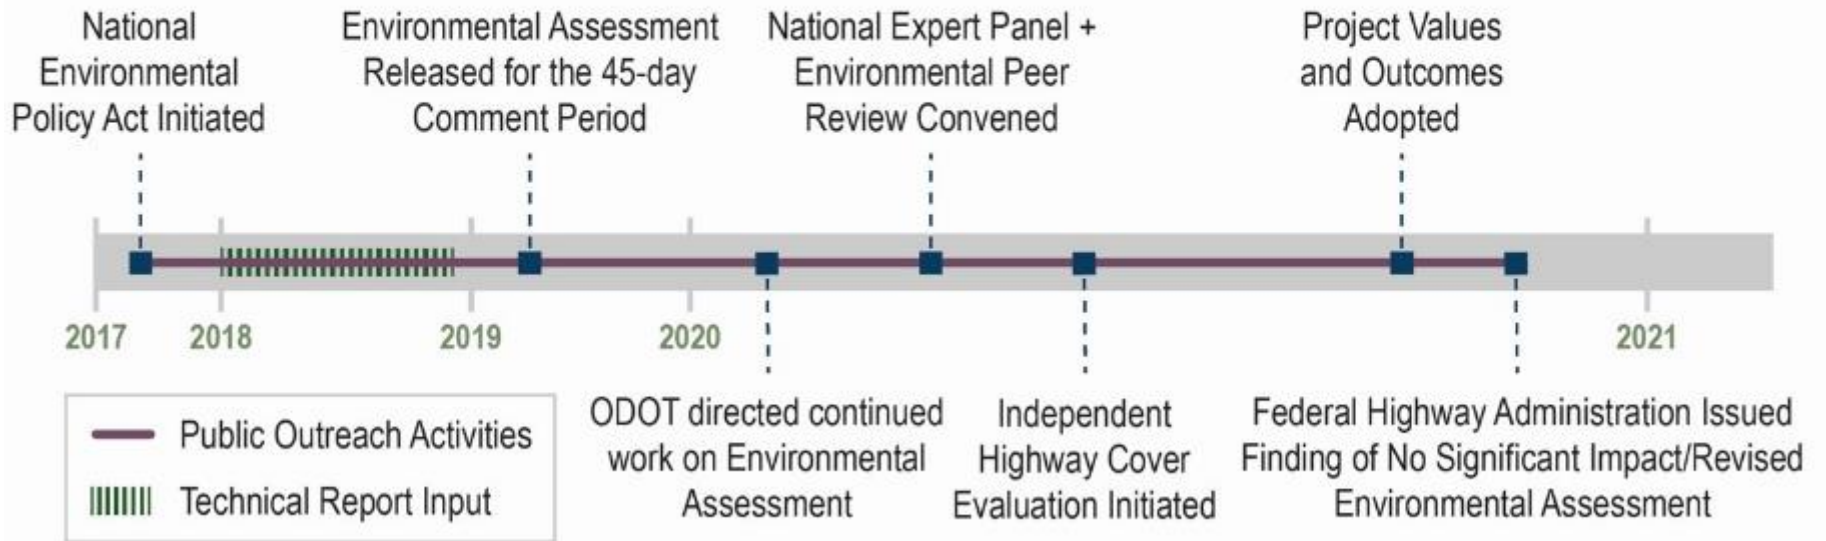 National
Environmental
Policy Act Initiated
Environmental Assessment
Released for the 45-day
Comment Period
National Expert Panel +
Environmental Peer
Review Convened
Project Values
and Outcomes
Adopted
2017
2018
2019
2020
2021
Public Outreach Activities
Technical Report Input
ODOT directed continued
work on Environmental
Assessment
Independent
Highway Cover
Evaluation Initiated
Federal Highway Administration Issued
Finding of No Significant Impact/Revised
Environmental Assessment